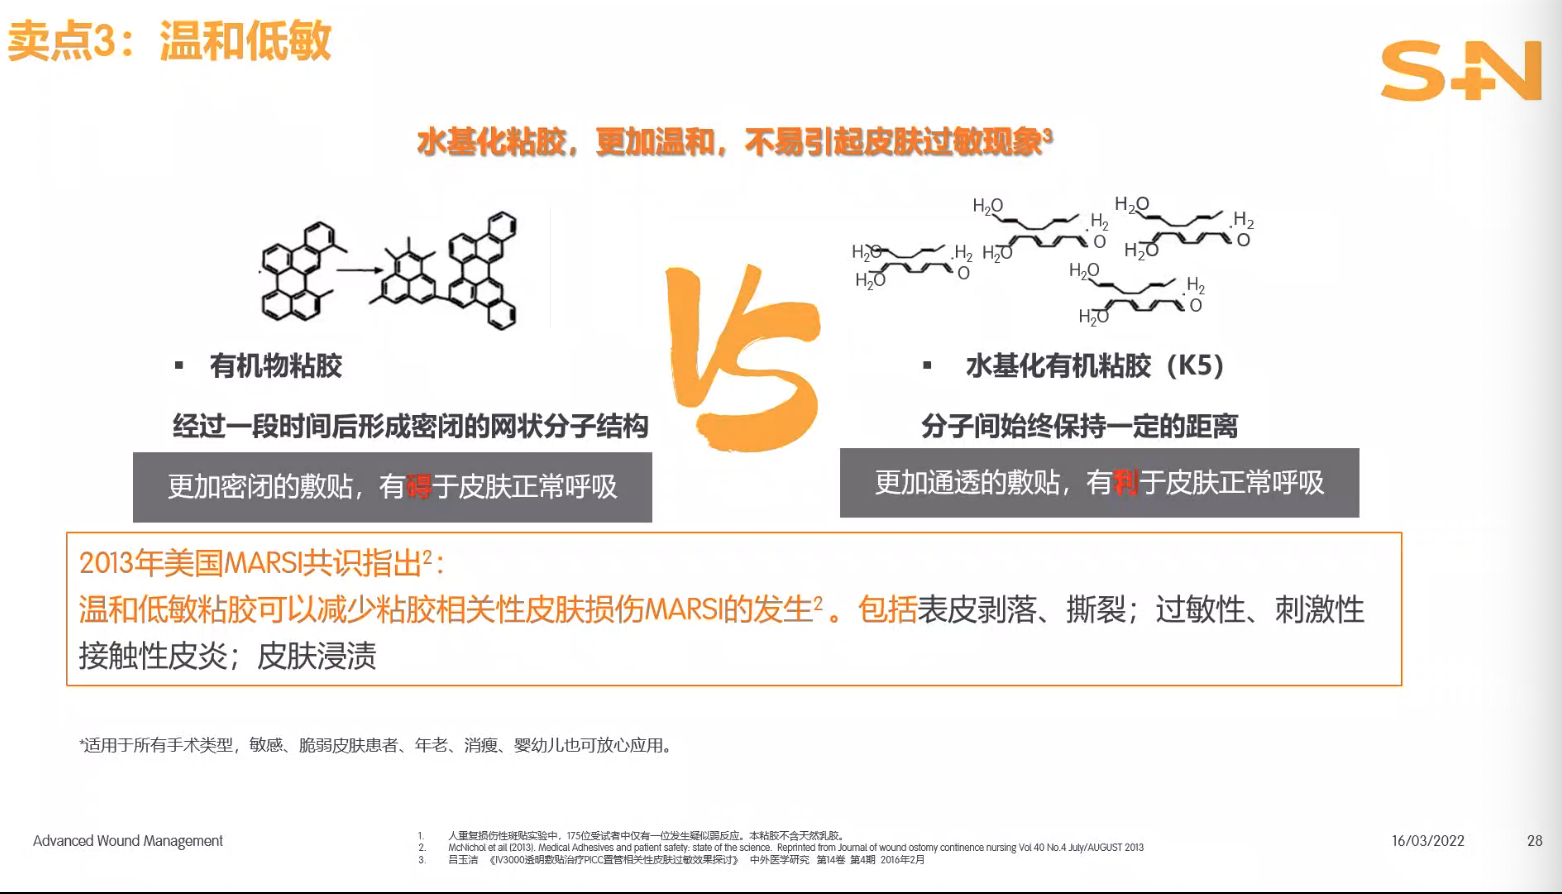 卖点3：温和低敏
S+N
水基化粘胶，更加温和，不易引起皮肤过敏现象3
H2O
H2O
.H2
H2O
H2O
.H2
O
H2O
.H2
O
H2O
.H2
O
H2O
H2O
.H2
O
H2O
VS
▪ 有机物粘胶
▪ 水基化有机粘胶（K5）
经过一段时间后形成密闭的网状分子结构
分子间始终保持一定的距离
更加密闭的敷贴，有碍于皮肤正常呼吸
更加通透的敷贴，有利于皮肤正常呼吸
2013年美国MARSI共识指出2：
温和低敏粘胶可以减少粘胶相关性皮肤损伤MARSI的发生2 。包括表皮剥落、撕裂；过敏性、刺激性
接触性皮炎；皮肤浸渍
*适用于所有手术类型，敏感、脆弱皮肤患者、年老、消瘦、婴幼儿也可放心应用。
Advanced Wound Management
1. 人重复损伤性斑贴实验中，175位受试者中仅有一位发生疑似弱反应。本粘胶不含天然乳胶。
2. McNichol et all (2013). Medical Adhesives and patient safety: state of the science. Reprinted from Journal of wound ostomy continence nursing Vol 40 No.4 July/AUGUST 2013
3. 吕玉洁 《IV3000透明敷贴治疗PICC置管相关性皮肤过敏效果探讨》 中外医学研究 第14卷 第4期 2016年2月
16/03/2022
28